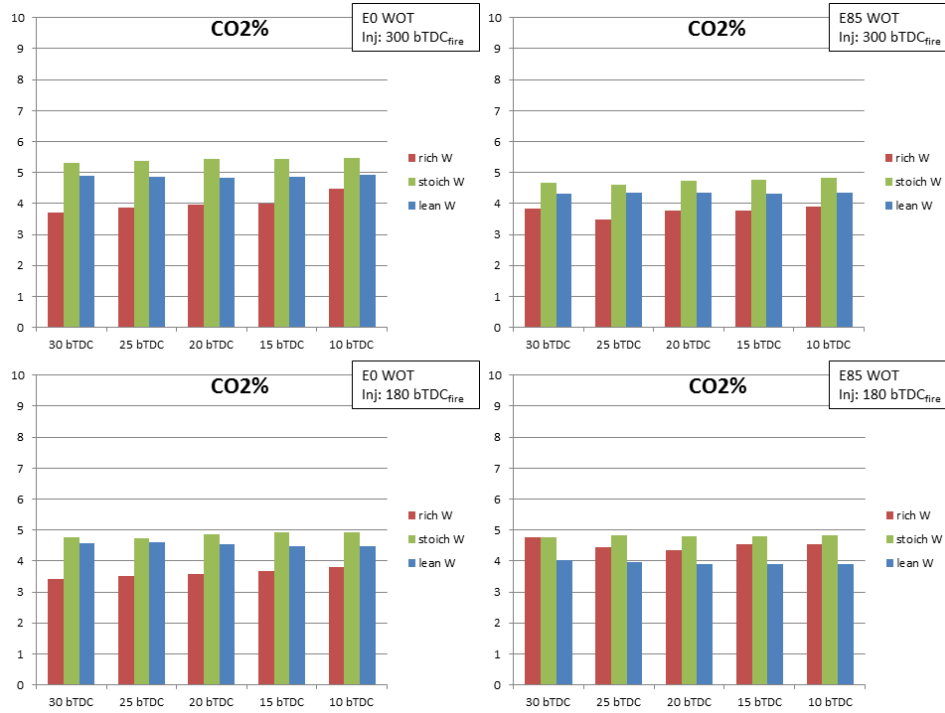 CO2%
E0 WOT
Inj: 300 bTDCfire
10
9
8
7
6
5
4
3
2
1
0
30 bTDC
25 bTDC
20 bTDC
15 bTDC
10 bTDC
rich W
stoich W
lean W
CO2%
E85 WOT
Inj: 300 bTDCfire
10
9
8
7
6
5
4
3
2
1
0
30 bTDC
25 bTDC
20 bTDC
15 bTDC
10 bTDC
rich W
stoich W
lean W
CO2%
E0 WOT
Inj: 180 bTDCfire
10
9
8
7
6
5
4
3
2
1
0
30 bTDC
25 bTDC
20 bTDC
15 bTDC
10 bTDC
rich W
stoich W
lean W
CO2%
E85 WOT
Inj: 180 bTDCfire
10
9
8
7
6
5
4
3
2
1
0
30 bTDC
25 bTDC
20 bTDC
15 bTDC
10 bTDC
rich W
stoich W
lean W